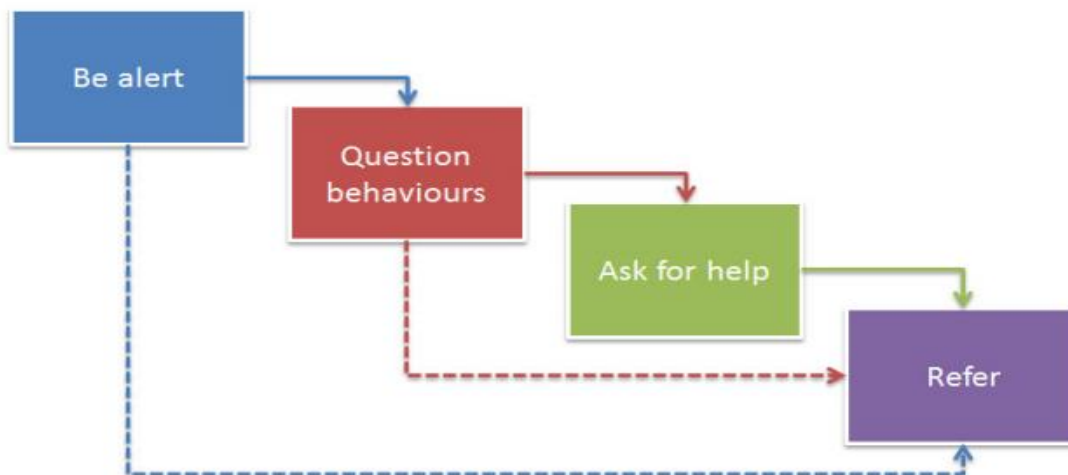 Be alert
Question
behaviours
Ask for help
Refer